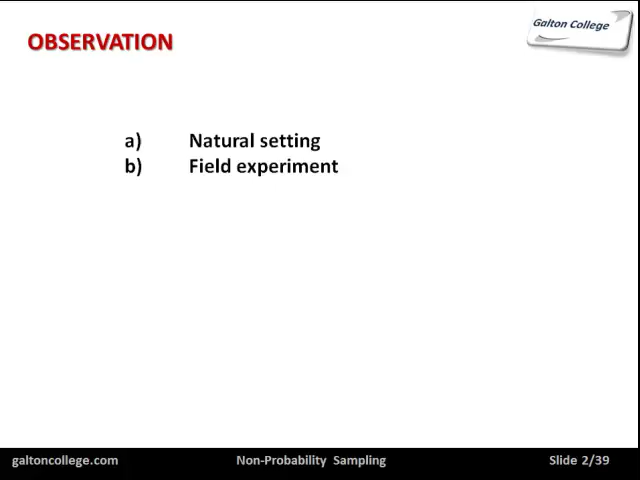 OBSERVATION
Galton College
a) Natural setting
b) Field experiment
galtoncollege.com Non-Probability Sampling Slide 2/39